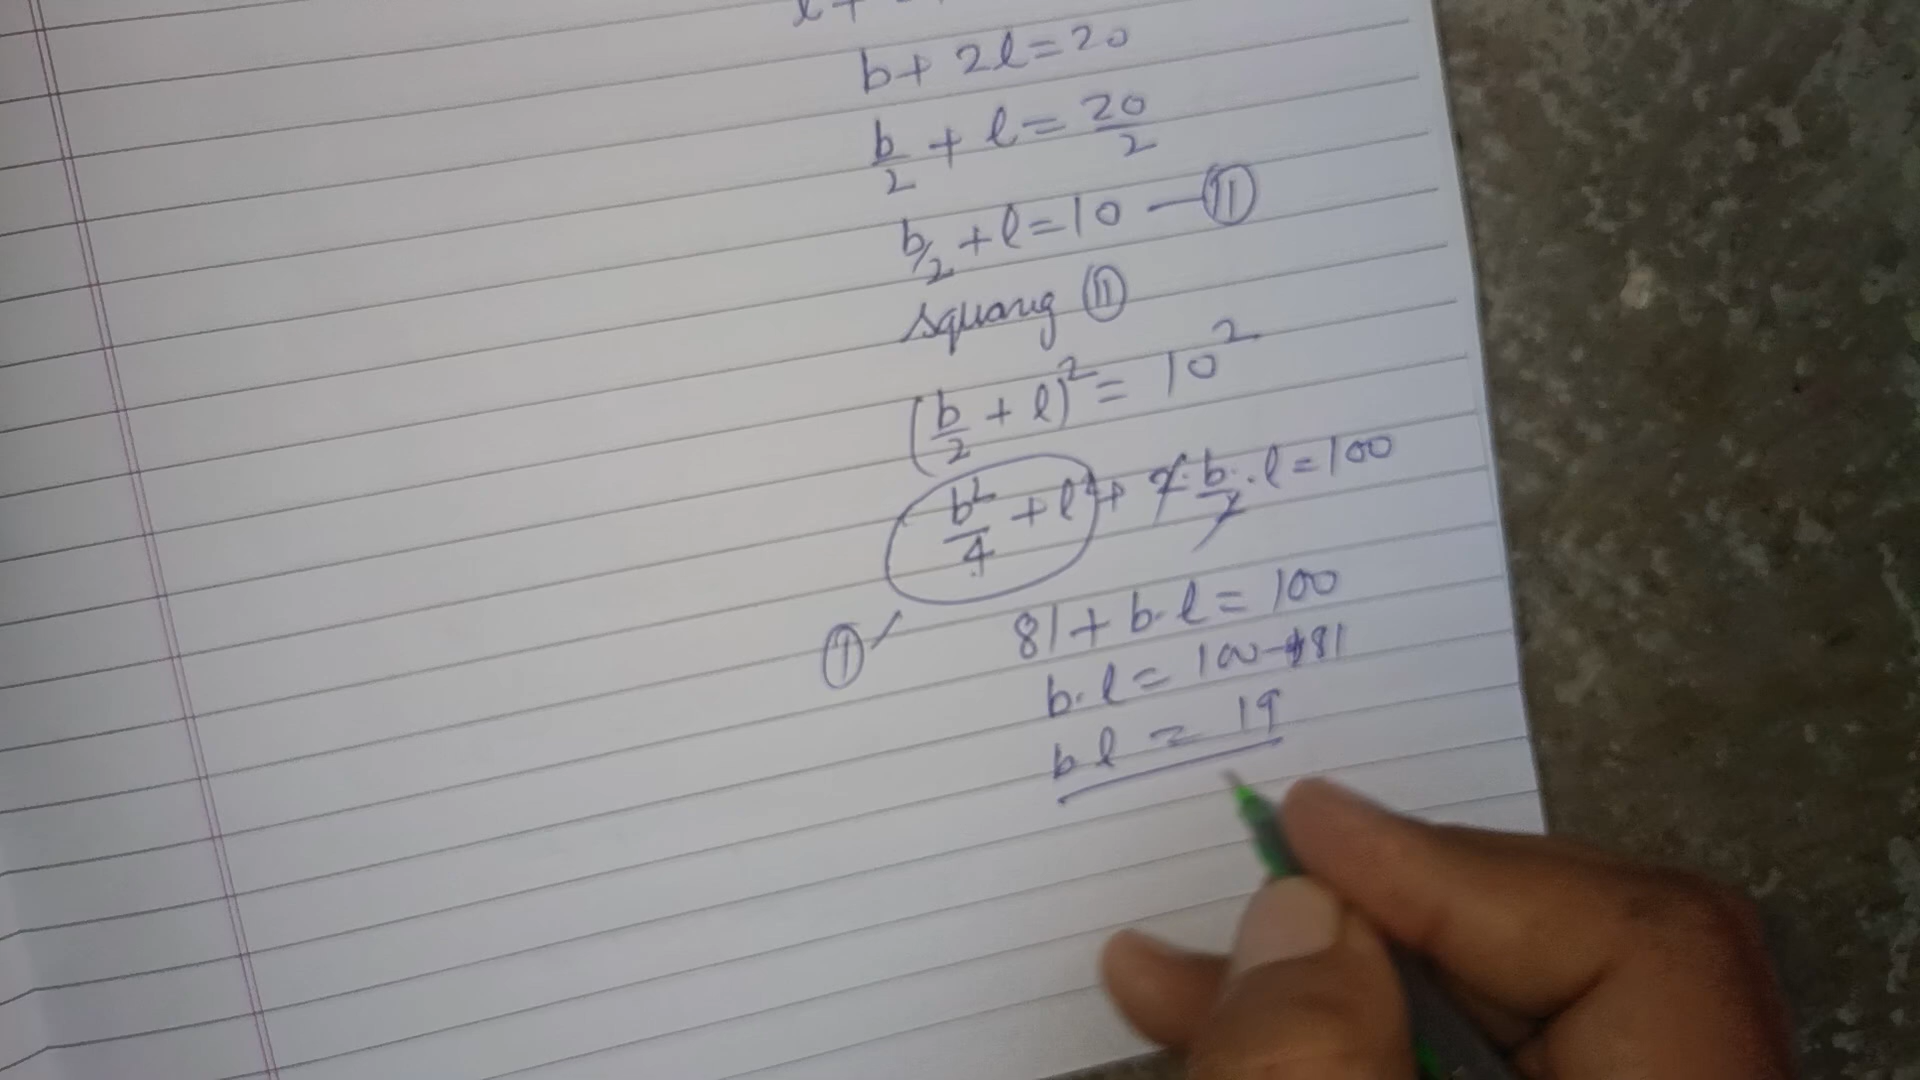 l +
b + 2l = 20
b/2 + l = 20/2
b/2 + l = 10 — II
squaring II
(b/2 + l)² = 10²
b²/4 + l² + 2·b/2·l = 100
I
81 + b·l = 100
b·l = 100 - 81
bl = 19